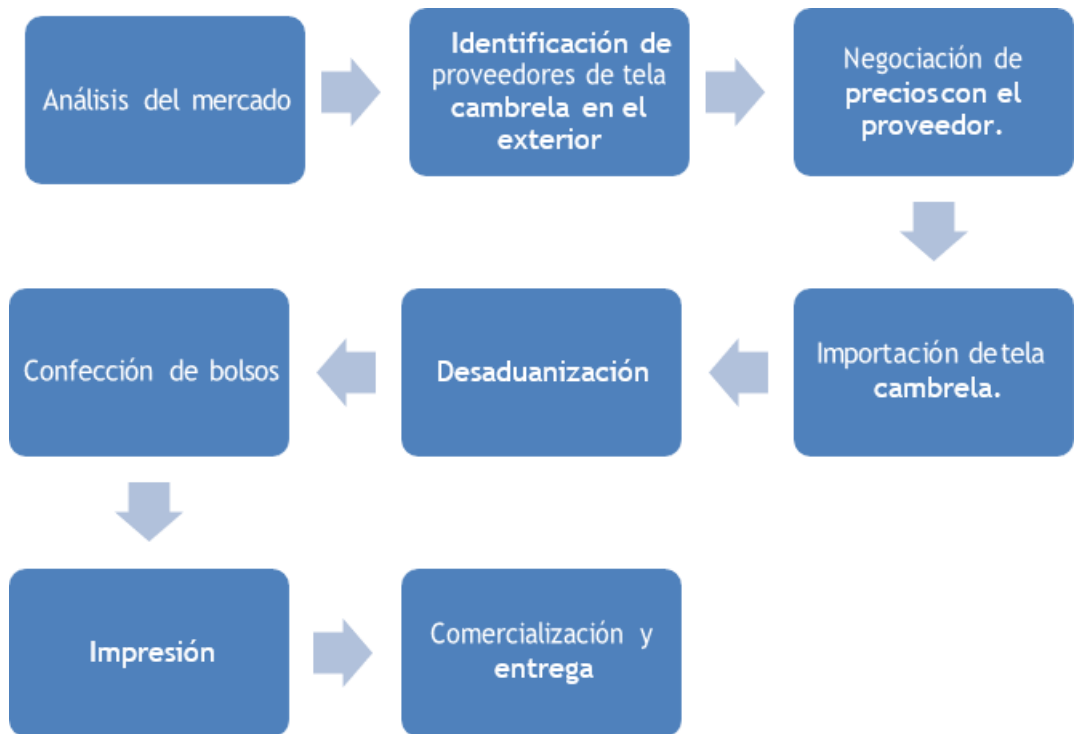 Análisis del mercado
Identificación de
proveedores de tela
cambrela en el
exterior
Negociación de
precioscon el
proveedor.
Importación detela
cambrela.
Desaduanización
Confección de bolsos
Impresión
Comercialización y
entrega